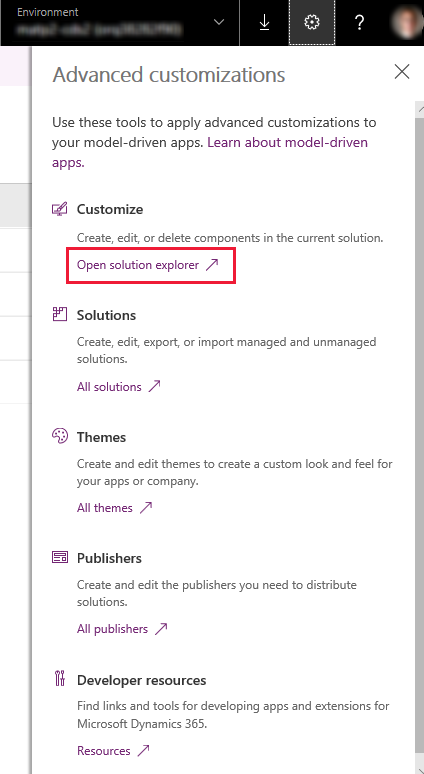 Environment
Advanced customizations
Use these tools to apply advanced customizations to
your model-driven apps. Learn about model-driven
apps.
Customize
Create, edit, or delete components in the current solution.
Open solution explorer
Solutions
Create, edit, export, or import managed and unmanaged
solutions.
All solutions
Themes
Create and edit themes to create a custom look and feel for
your apps or company.
All themes
Publishers
Create and edit the publishers you need to distribute
solutions.
All publishers
Developer resources
Find links and tools for developing apps and extensions for
Microsoft Dynamics 365.
Resources